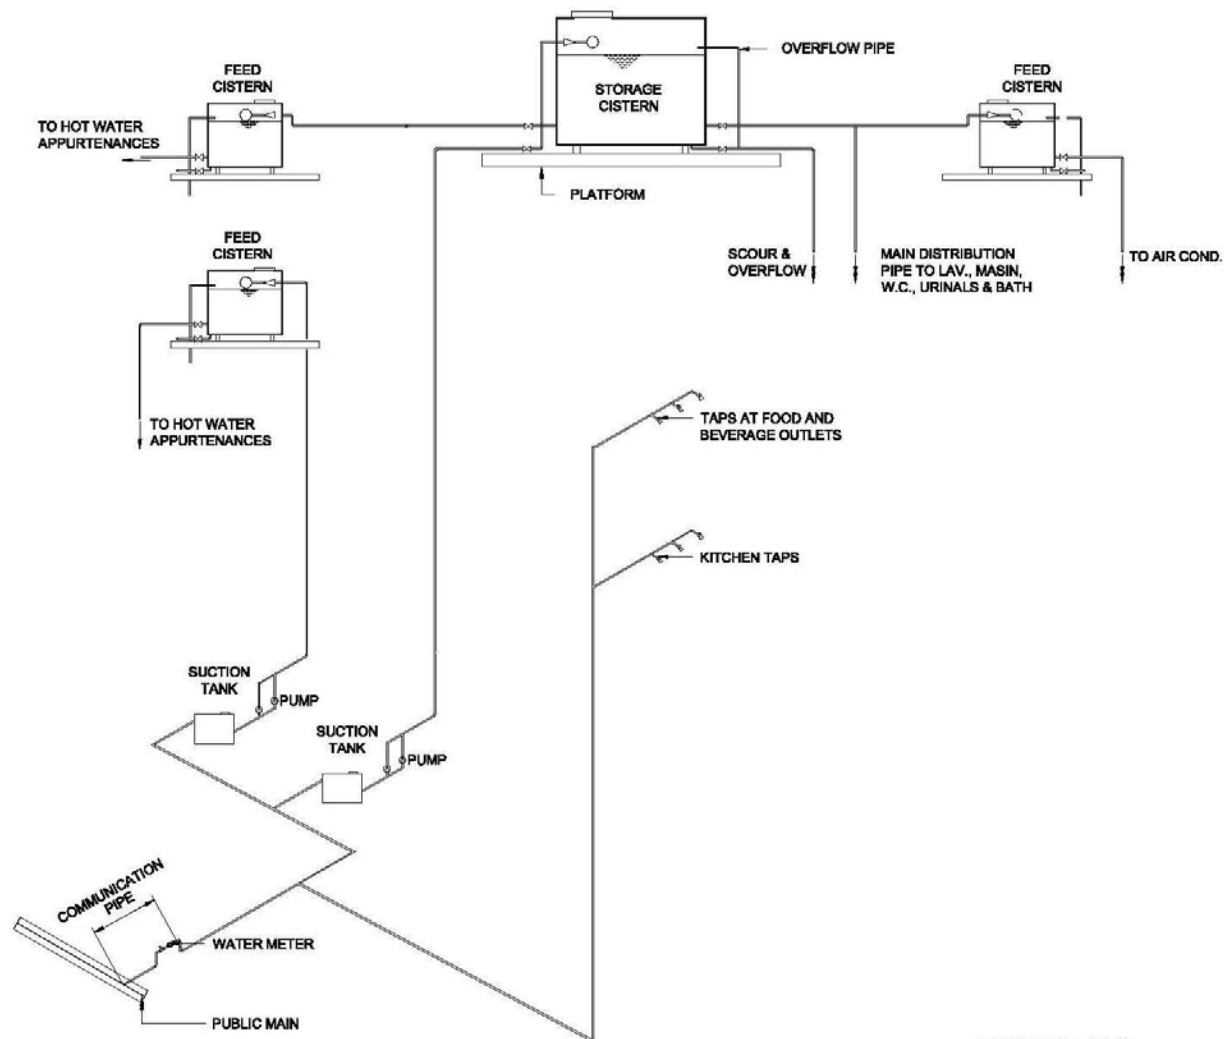 OVERFLOW PIPE
FEED
CISTERN
STORAGE
CISTERN
FEED
CISTERN
TO HOT WATER
APPURTENANCES
PLATFORM
FEED
CISTERN
SCOUR &
OVERFLOW
MAIN DISTRIBUTION
PIPE TO LAV., MASIN,
W.C., URINALS & BATH
TO AIR COND.
TO HOT WATER
APPURTENANCES
TAPS AT FOOD AND
BEVERAGE OUTLETS
KITCHEN TAPS
SUCTION
TANK
PUMP
SUCTION
TANK
PUMP
COMMUNICATION
PIPE
WATER METER
PUBLIC MAIN